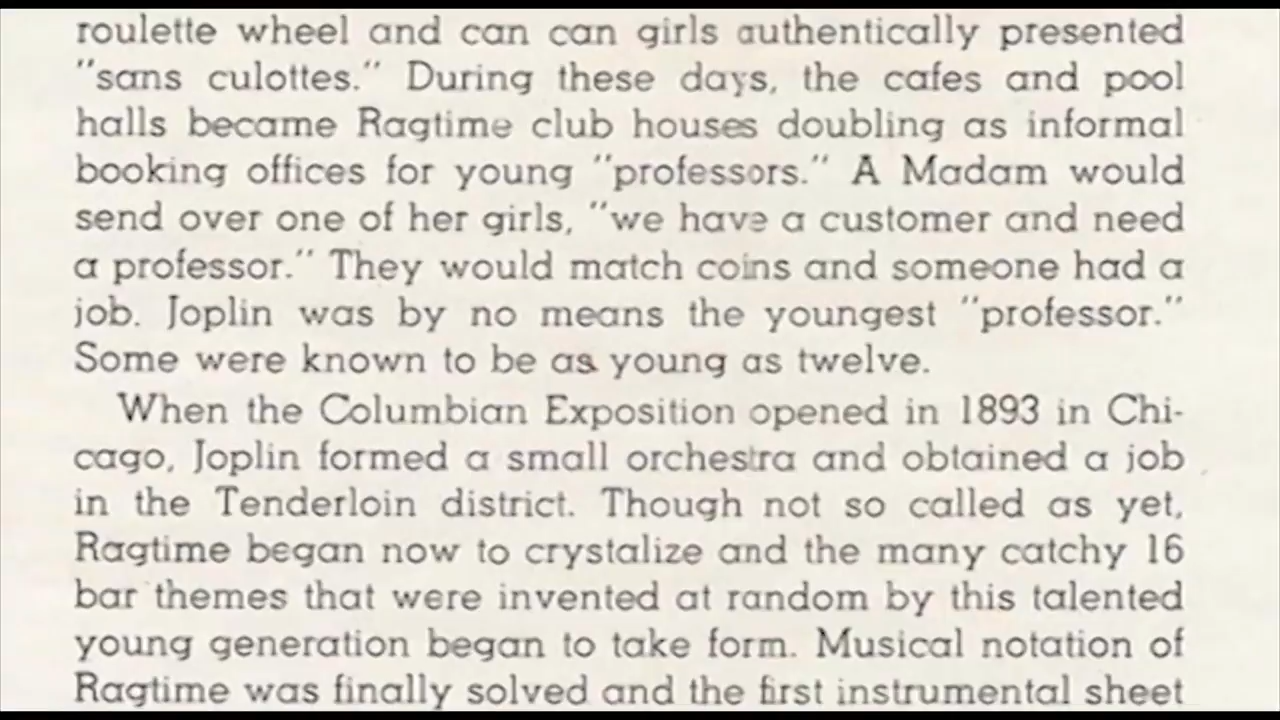 roulette wheel and can can girls authentically presented
"sans culottes." During these days, the cafes and pool
halls became Ragtime club houses doubling as informal
booking offices for young "professors." A Madam would
send over one of her girls, "we have a customer and need
a professor." They would match coins and someone had a
job. Joplin was by no means the youngest "professor."
Some were known to be as young as twelve.
When the Columbian Exposition opened in 1893 in Chi-
cago, Joplin formed a small orchestra and obtained a job
in the Tenderloin district. Though not so called as yet,
Ragtime began now to crystalize and the many catchy 16
bar themes that were invented at random by this talented
young generation began to take form. Musical notation of
Ragtime was finally solved and the first instrumental sheet